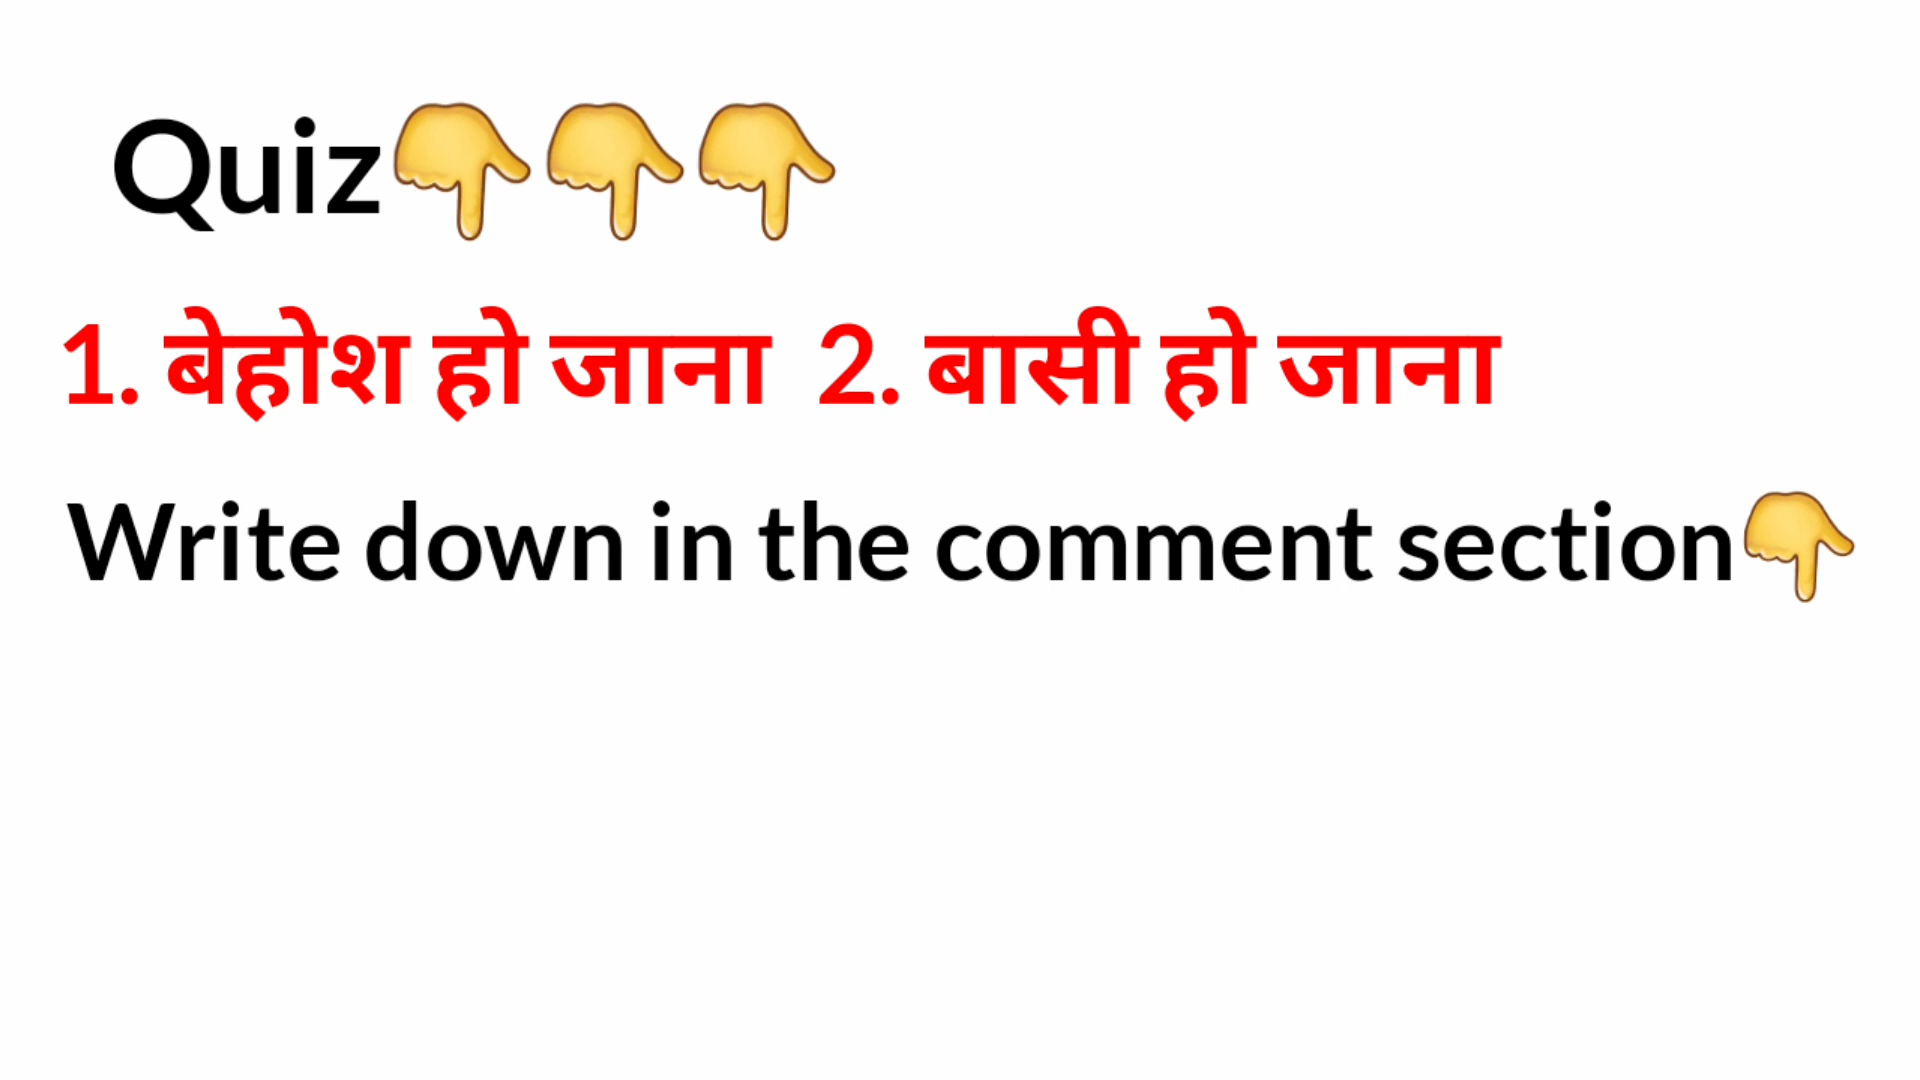 Quiz👇👇👇
1. बेहोश हो जाना 2. बासी हो जाना
Write down in the comment section👇